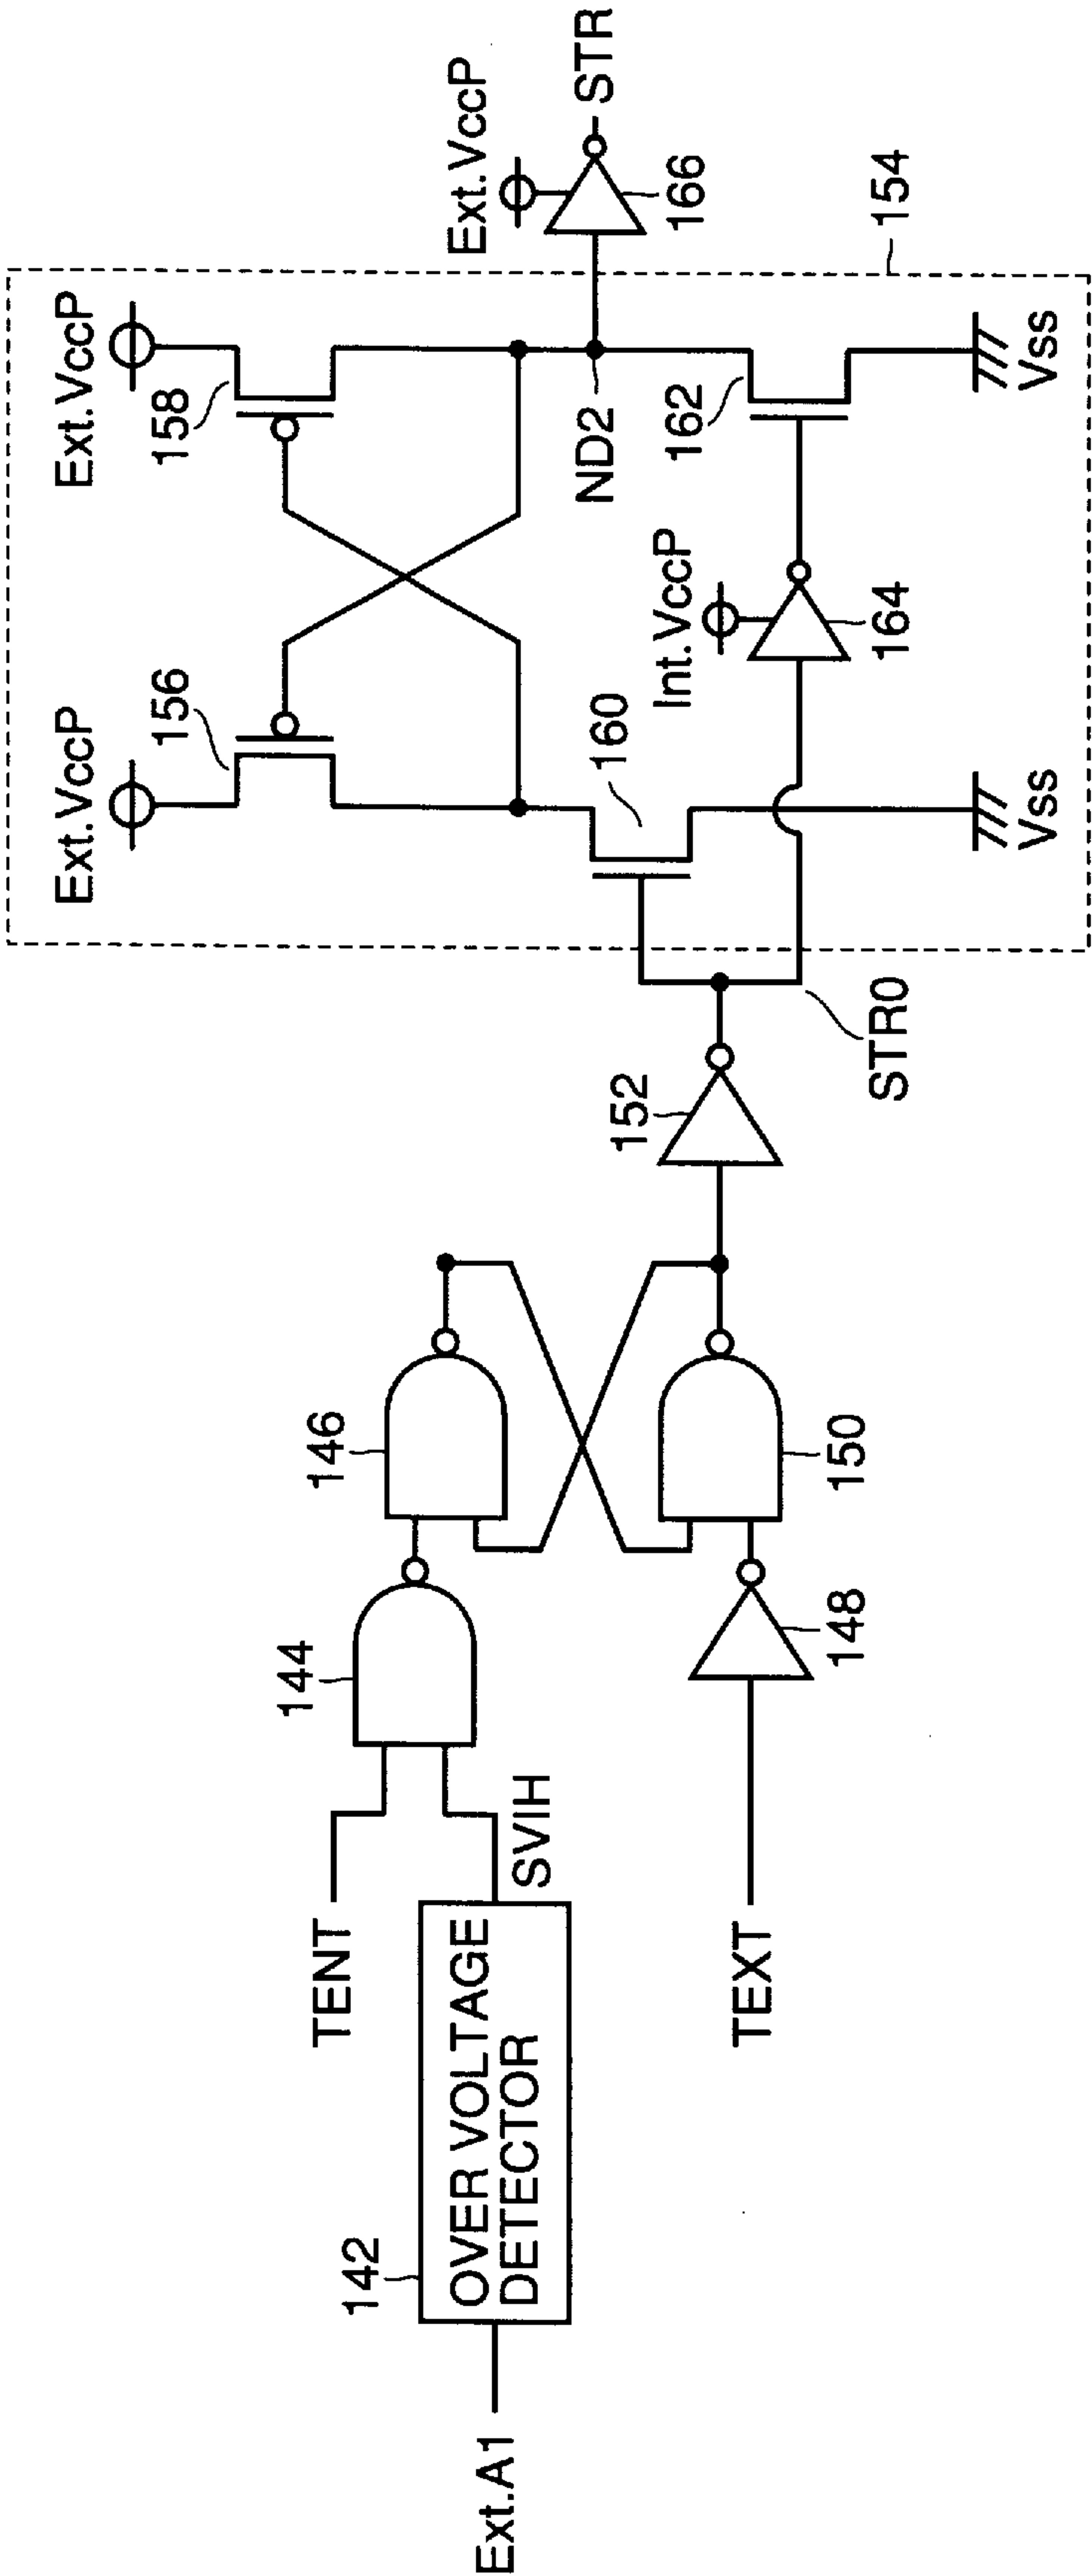 Ext.A1
142
OVER VOLTAGE
DETECTOR
SVIH
TENT
144
146
TEXT
148
150
152
STR0
Ext.VccP
156
Ext.VccP
158
160
Int.VccP
164
ND2
162
Vss
Vss
154
Ext.VccP
166
STR